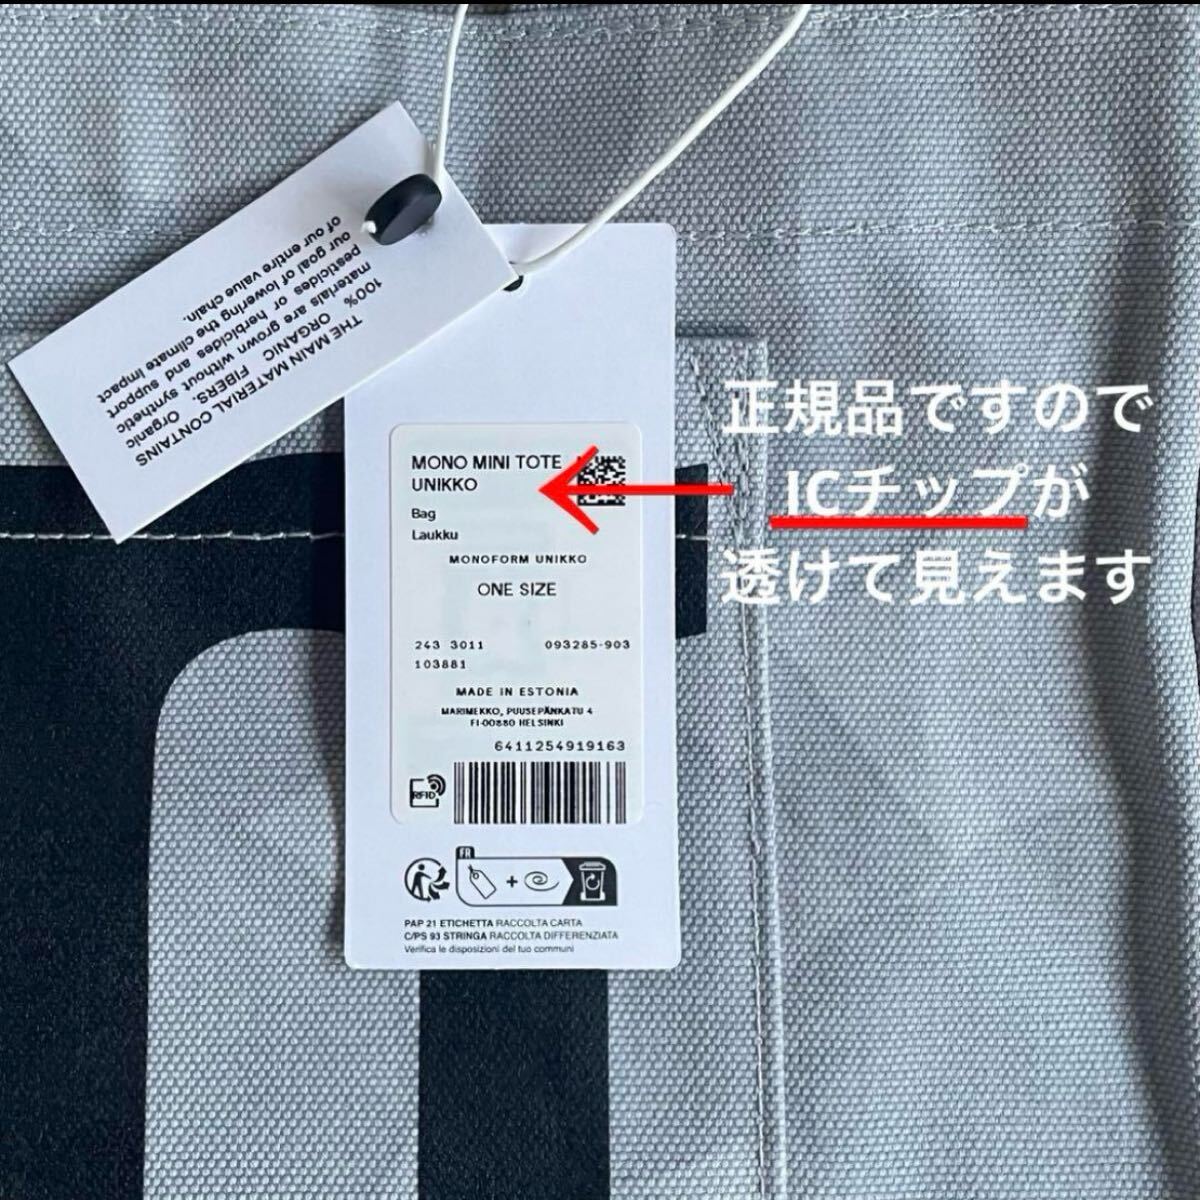 THE MAIN MATERIAL CONTAINS
100% ORGANIC FIBERS. Organic
materials are grown without synthetic
pesticides or herbicides and support
our goal of lowering the climate impact
of our entire value chain.
MONO MINI TOTE
UNIKKO
Bag
Laukku
MONOFORM UNIKKO
ONE SIZE
243 3011 093285-903
103881
MADE IN ESTONIA
MARIMEKKO, PUUSEPÄNKATU 4
FI-00880 HELSINKI
6411254919163
RFID
FR
PAP 21 ETICHETTA RACCOLTA CARTA
C/PS 93 STRINGA RACCOLTA DIFFERENZIATA
Verifica le disposizioni del tuo communi
正規品ですので
ICチップが
透けて見えます